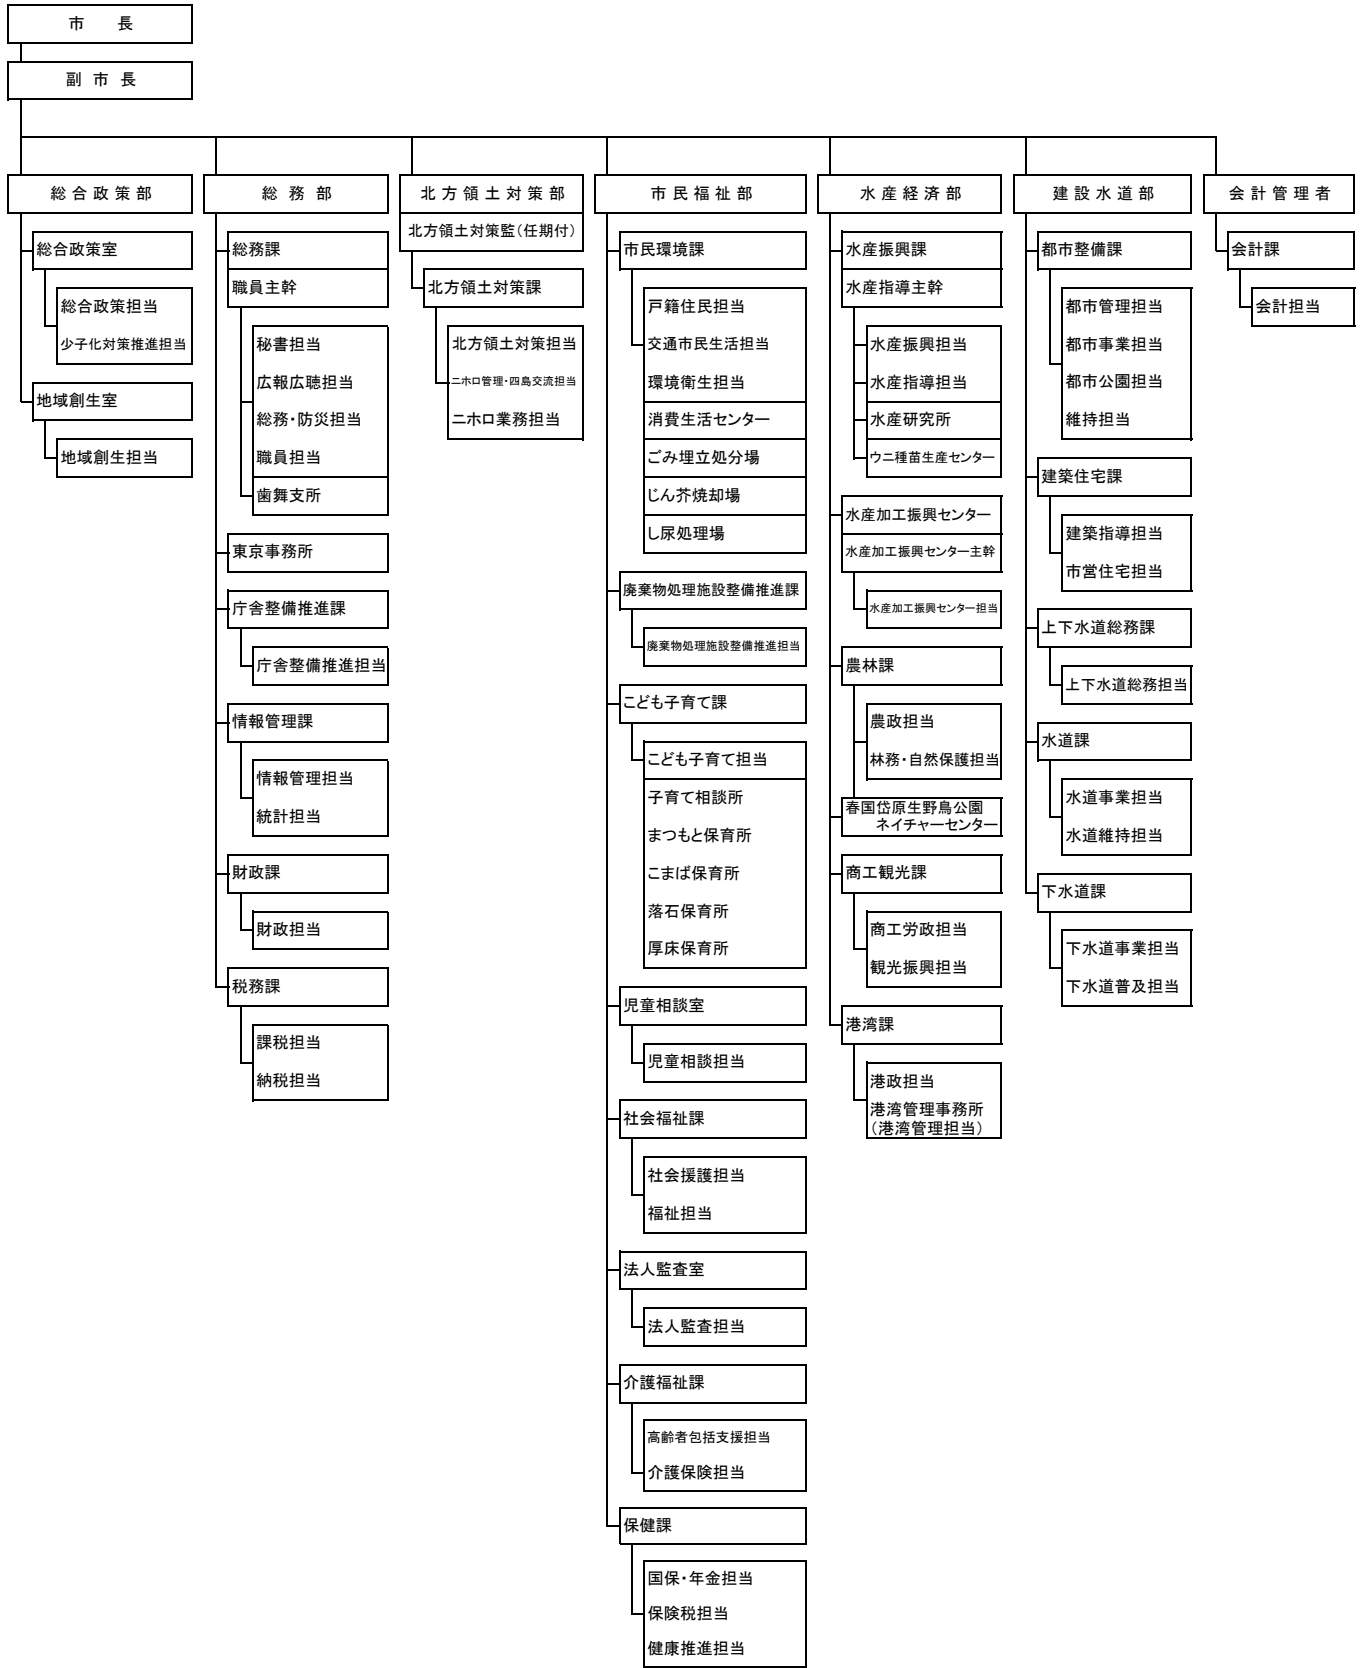 市　長
副 市 長
総合政策部
総合政策室
総合政策担当
少子化対策推進担当
地域創生室
地域創生担当
総務部
総務課
職員主幹
秘書担当
広報広聴担当
総務・防災担当
職員担当
歯舞支所
東京事務所
庁舎整備推進課
庁舎整備推進担当
情報管理課
情報管理担当
統計担当
財政課
財政担当
税務課
課税担当
納税担当
北方領土対策部
北方領土対策監（任期付）
北方領土対策課
北方領土対策担当
ニホロ管理・四島交流担当
ニホロ業務担当
市民福祉部
市民環境課
戸籍住民担当
交通市民生活担当
環境衛生担当
消費生活センター
ごみ埋立処分場
じん芥焼却場
し尿処理場
廃棄物処理施設整備推進課
廃棄物処理施設整備推進担当
こども子育て課
こども子育て担当
子育て相談所
まつもと保育所
こまば保育所
落石保育所
厚床保育所
児童相談室
児童相談担当
社会福祉課
社会援護担当
福祉担当
法人監査室
法人監査担当
介護福祉課
高齢者包括支援担当
介護保険担当
保健課
国保・年金担当
保険税担当
健康推進担当
水産経済部
水産振興課
水産指導主幹
水産振興担当
水産指導担当
水産研究所
ウニ種苗生産センター
水産加工振興センター
水産加工振興センター主幹
水産加工振興センター担当
農林課
農政担当
林務・自然保護担当
春国岱原生野鳥公園
ネイチャーセンター
商工観光課
商工労政担当
観光振興担当
港湾課
港政担当
港湾管理事務所
（港湾管理担当）
建設水道部
都市整備課
都市管理担当
都市事業担当
都市公園担当
維持担当
建築住宅課
建築指導担当
市営住宅担当
上下水道総務課
上下水道総務担当
水道課
水道事業担当
水道維持担当
下水道課
下水道事業担当
下水道普及担当
会計管理者
会計課
会計担当